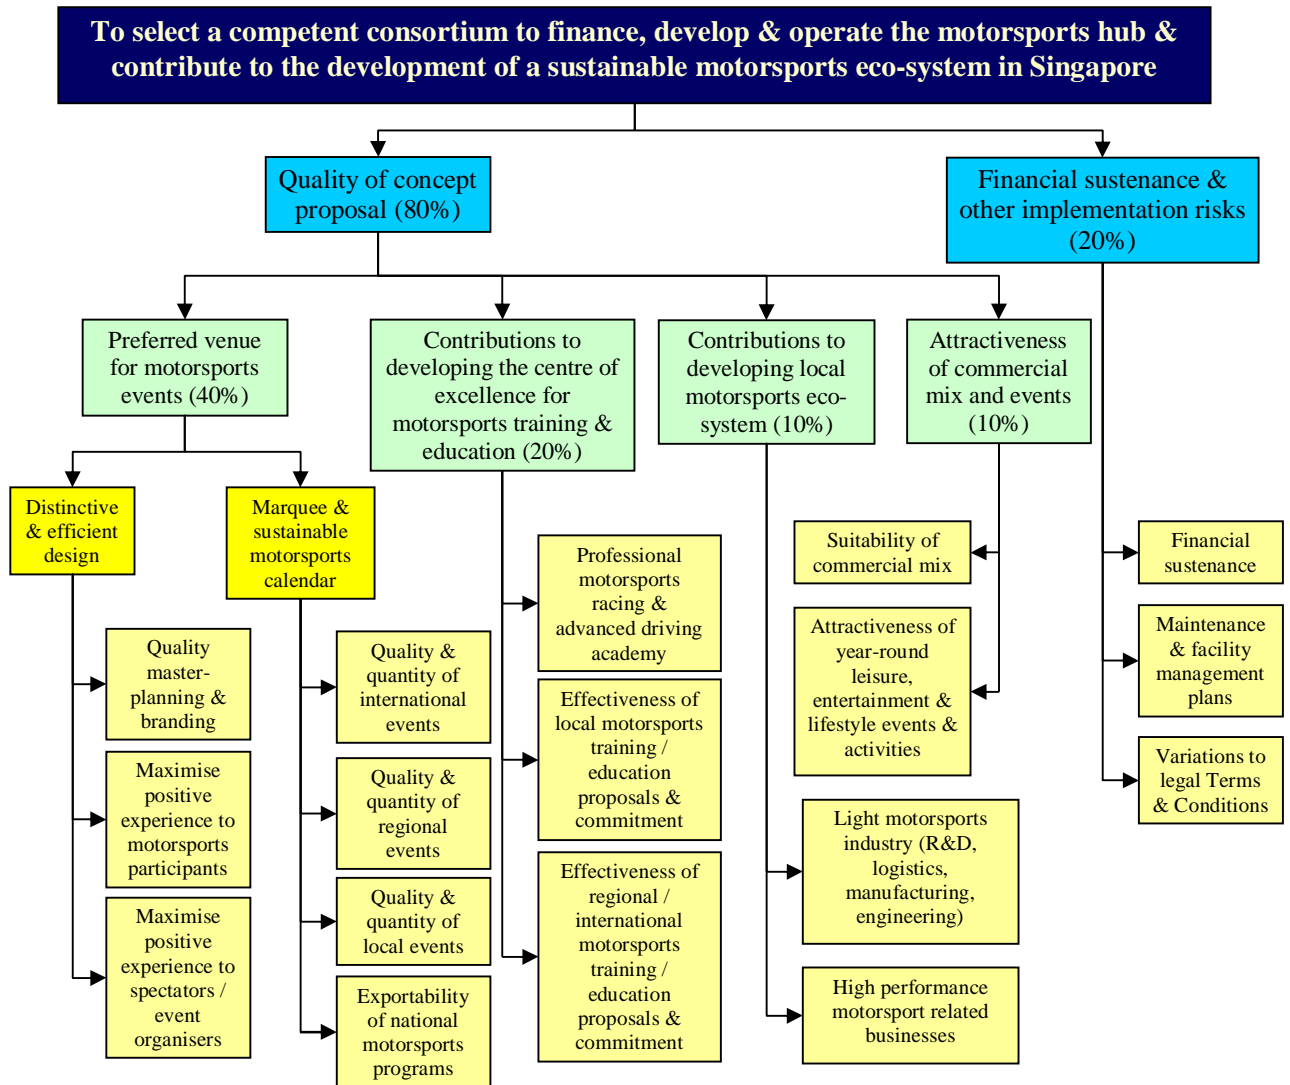 To select a competent consortium to finance, develop & operate the motorsports hub &
contribute to the development of a sustainable motorsports eco-system in Singapore
Quality of concept
proposal (80%)
Financial sustenance &
other implementation risks
(20%)
Preferred venue
for motorsports
events (40%)
Contributions to
developing the centre of
excellence for
motorsports training &
education (20%)
Contributions to
developing local
motorsports eco-
system (10%)
Attractiveness
of commercial
mix and events
(10%)
Distinctive
& efficient
design
Marquee &
sustainable
motorsports
calendar
Quality
master-
planning &
branding
Maximise
positive
experience to
motorsports
participants
Maximise
positive
experience to
spectators /
event
organisers
Quality &
quantity of
international
events
Quality &
quantity of
regional
events
Quality &
quantity of
local events
Exportability
of national
motorsports
programs
Professional
motorsports
racing &
advanced driving
academy
Effectiveness of
local motorsports
training /
education
proposals &
commitment
Effectiveness of
regional /
international
motorsports
training /
education
proposals &
commitment
Suitability of
commercial mix
Attractiveness of
year-round
leisure,
entertainment &
lifestyle events &
activities
Light motorsports
industry (R&D,
logistics,
manufacturing,
engineering)
High performance
motorsport related
businesses
Financial
sustenance
Maintenance
& facility
management
plans
Variations to
legal Terms
& Conditions